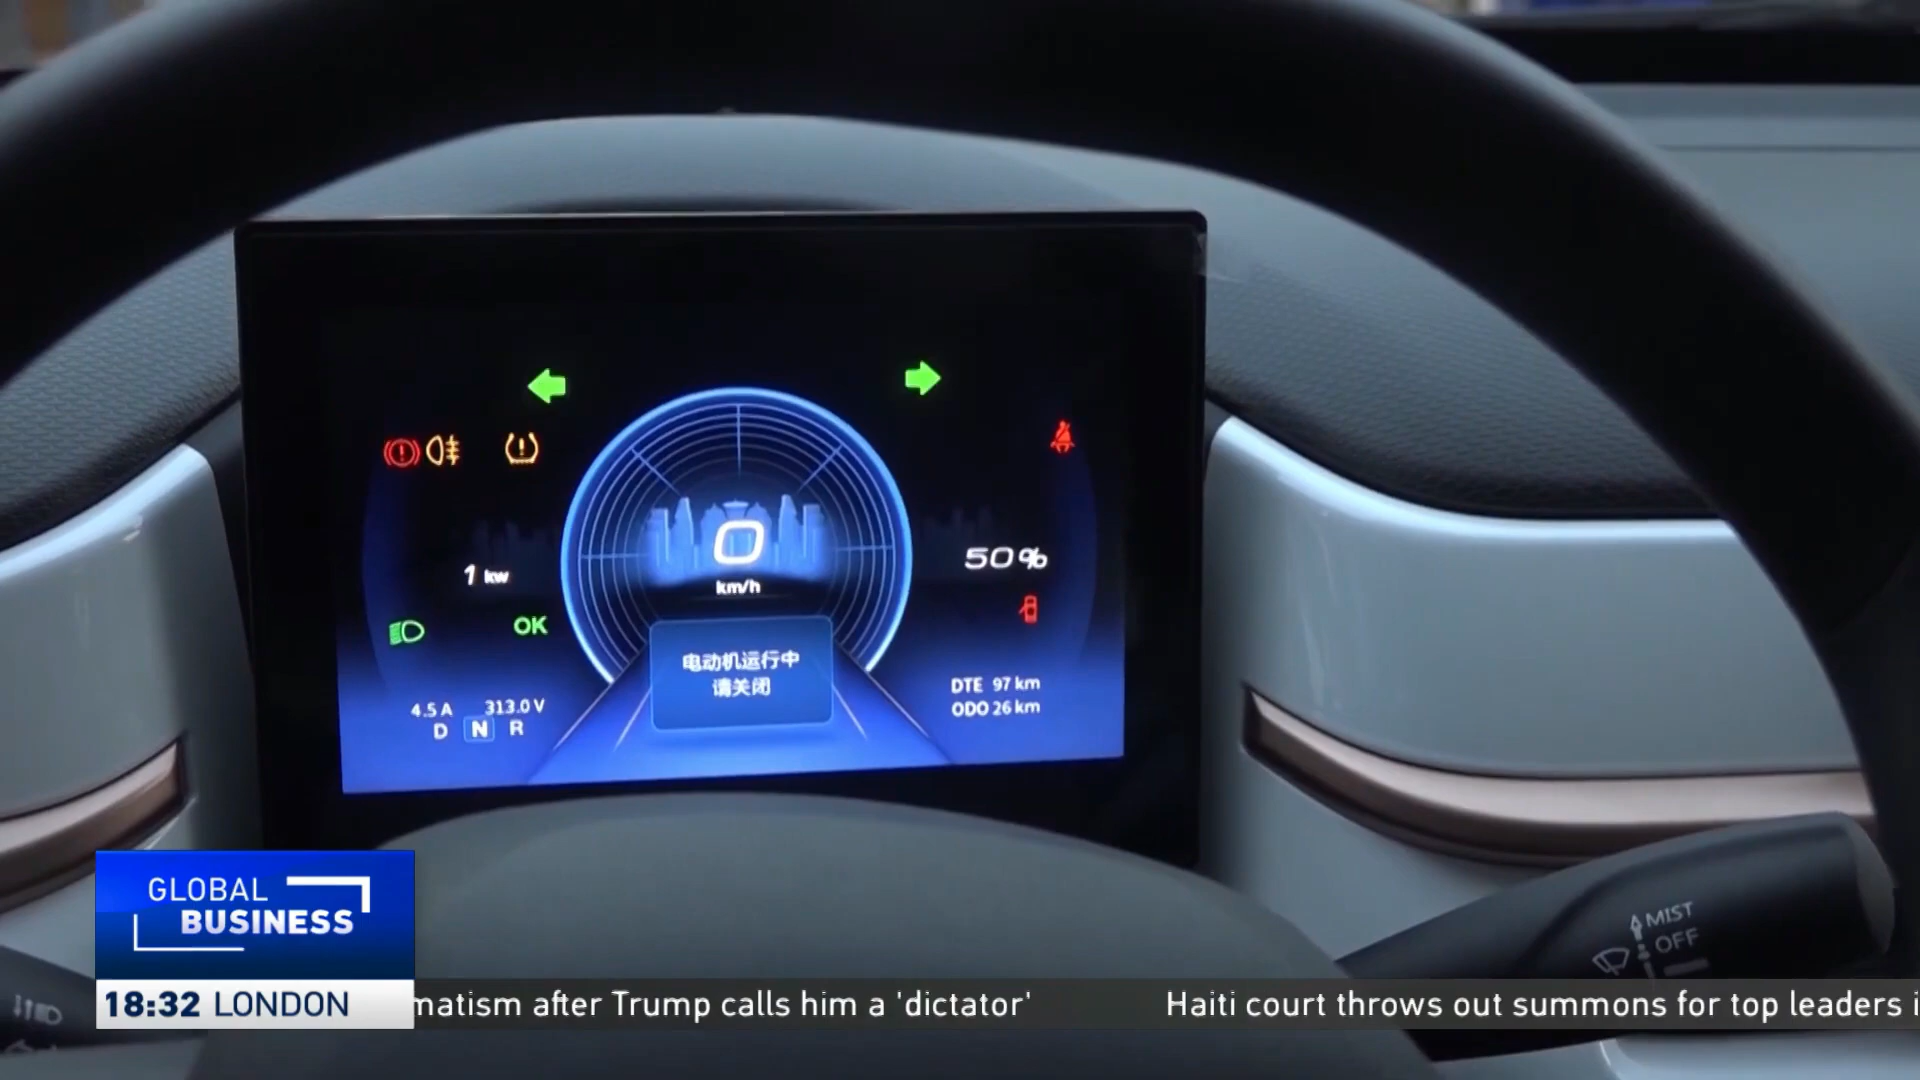 1 kw
0
km/h
50%
OK
电动机运行中
请关闭
4.5 A 313.0 V
D N R
DTE 97 km
ODO 26 km
MIST
OFF
GLOBAL
BUSINESS
18:32 LONDON
matism after Trump calls him a 'dictator' Haiti court throws out summons for top leaders i